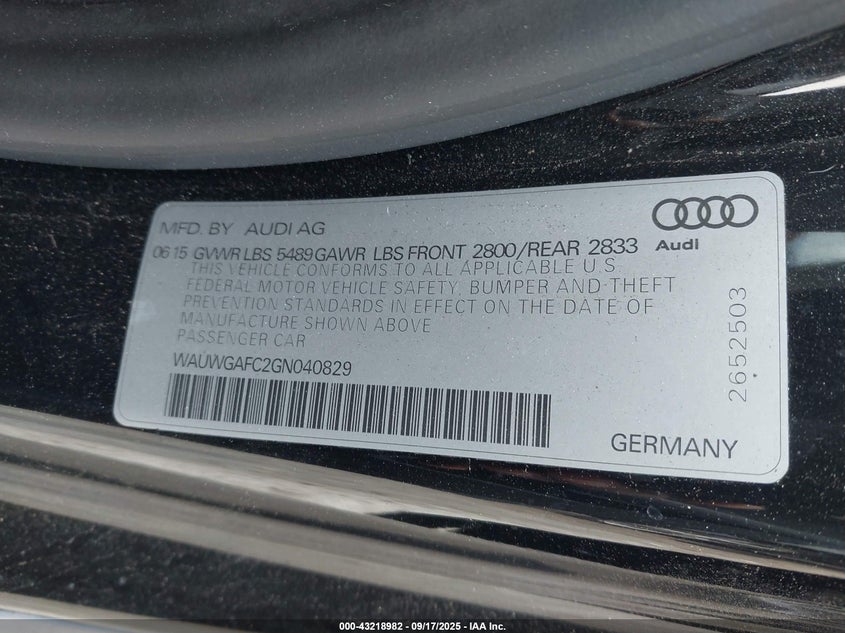 MFD. BY AUDI AG
Audi
06 15 GVWR LBS 5489 GAWR LBS FRONT 2800/REAR 2833
THIS VEHICLE CONFORMS TO ALL APPLICABLE U.S
FEDERAL MOTOR VEHICLE SAFETY, BUMPER AND THEFT
PREVENTION STANDARDS IN EFFECT ON THE DATE OF
MANUFACTURE SHOWN ABOVE
PASSENGER CAR
WAUWGAFC2GN040829
2652503
GERMANY
000-43218982 - 09/17/2025 - IAA Inc.